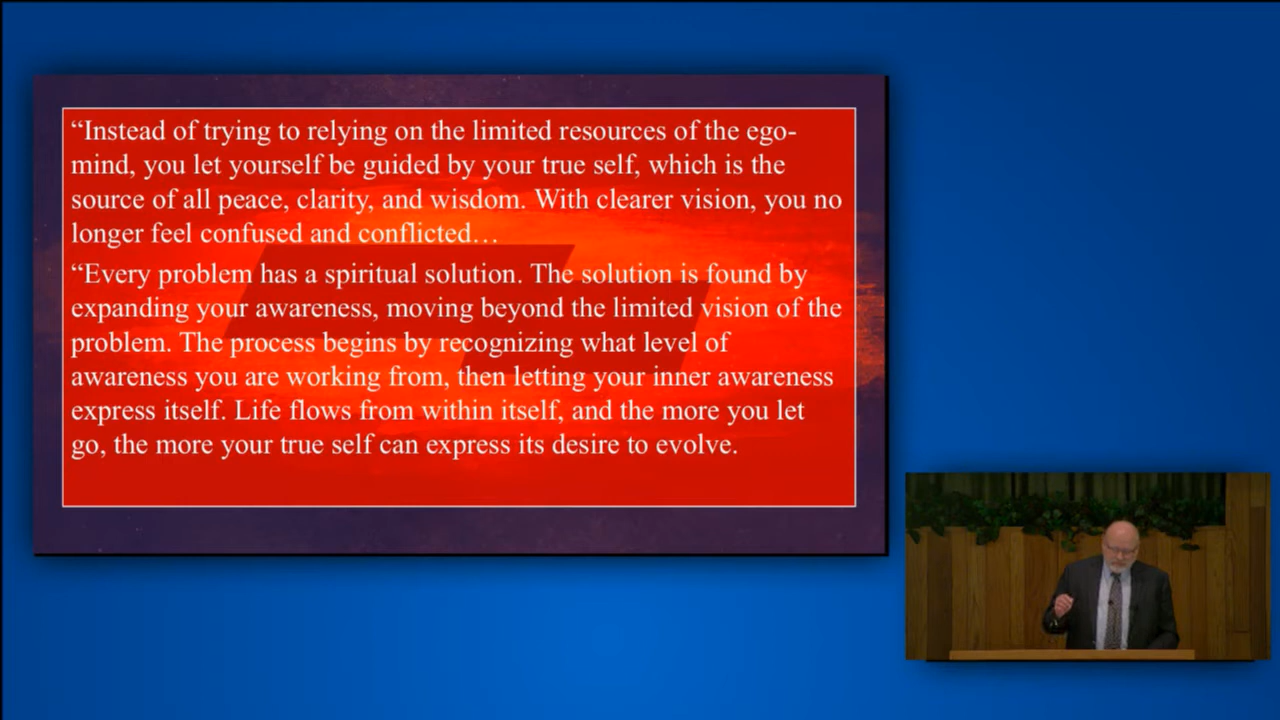 “Instead of trying to relying on the limited resources of the ego-
mind, you let yourself be guided by your true self, which is the
source of all peace, clarity, and wisdom. With clearer vision, you no
longer feel confused and conflicted…
“Every problem has a spiritual solution. The solution is found by
expanding your awareness, moving beyond the limited vision of the
problem. The process begins by recognizing what level of
awareness you are working from, then letting your inner awareness
express itself. Life flows from within itself, and the more you let
go, the more your true self can express its desire to evolve.